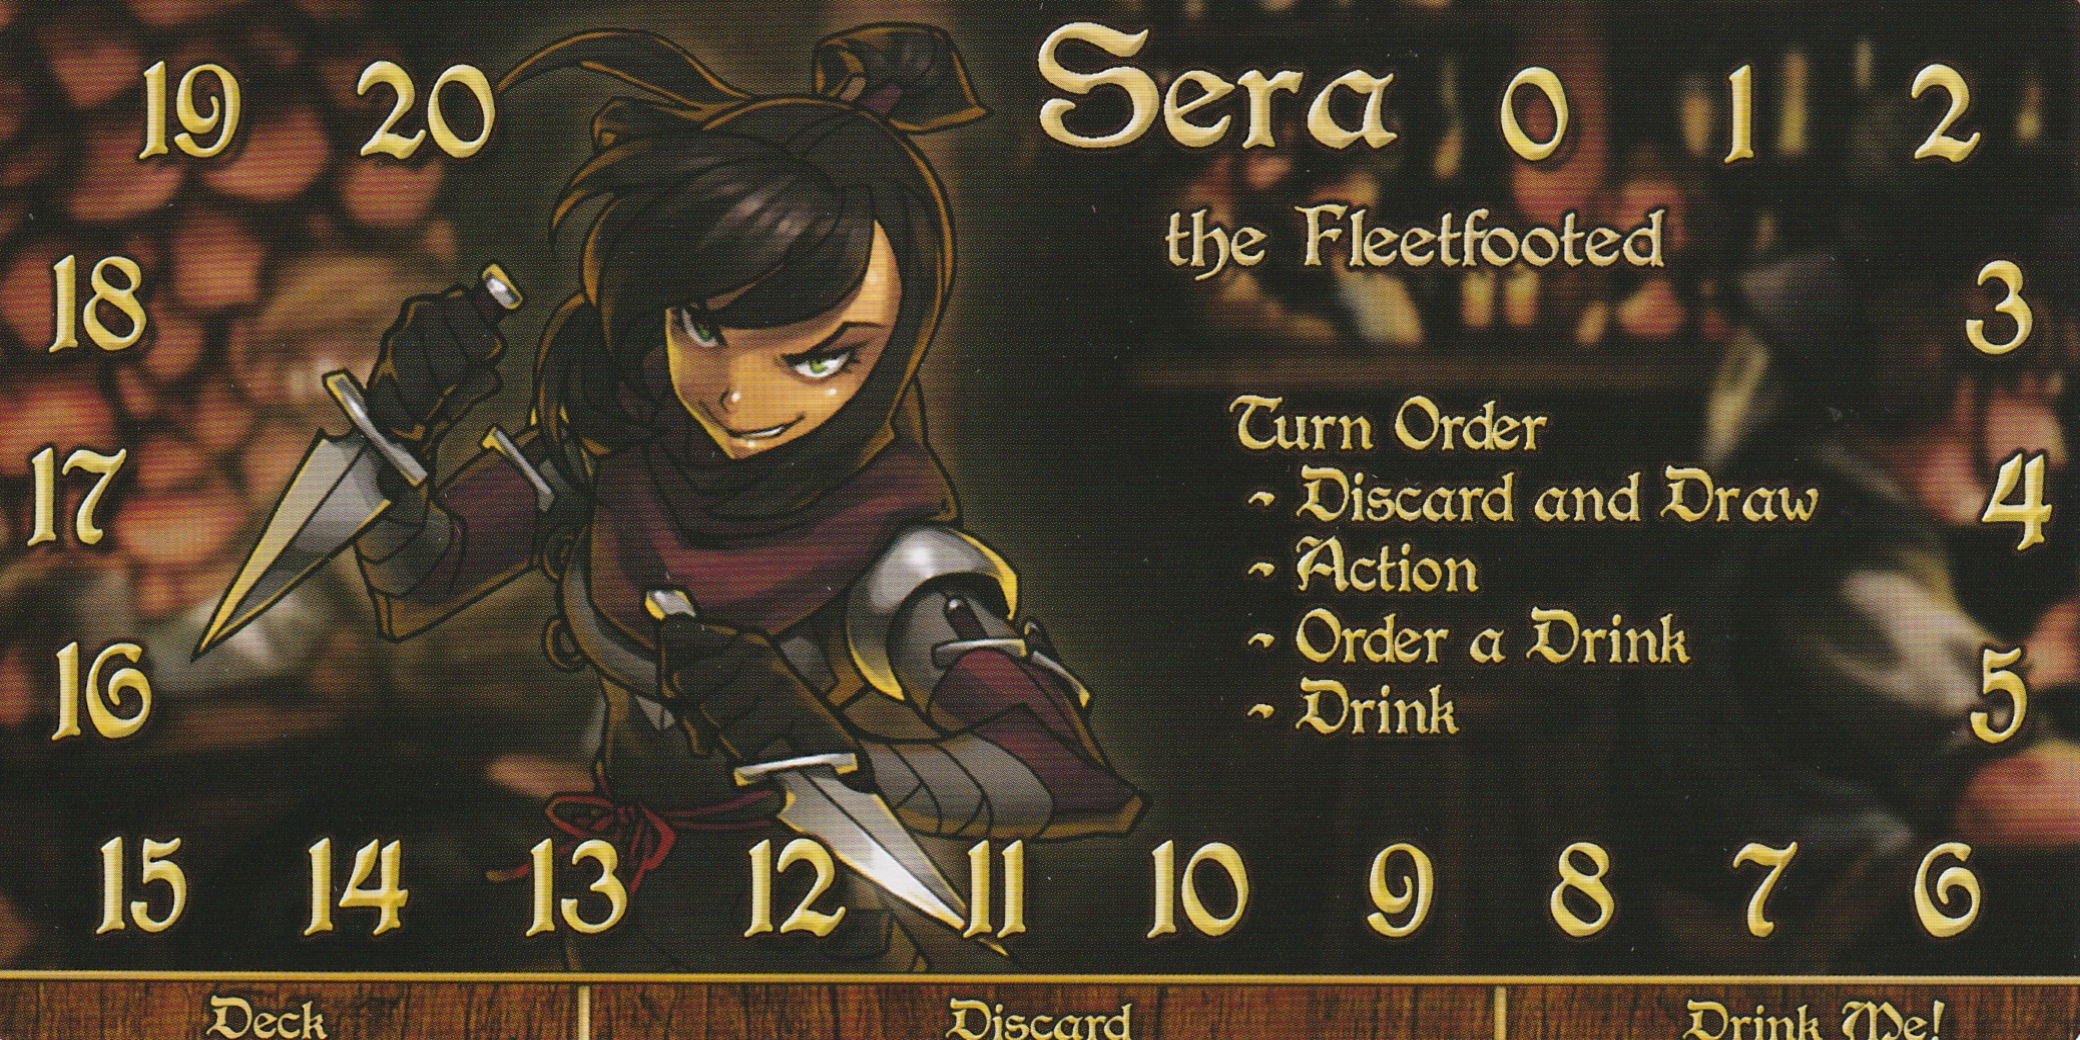 Sera
the Fleetfooted
0 1 2
3
4
5
6
7
8
9
10
11
12
13
14
15
16
17
18
19 20
Turn Order
- Discard and Draw
- Action
- Order a Drink
- Drink
Deck
Discard
Drink Me!